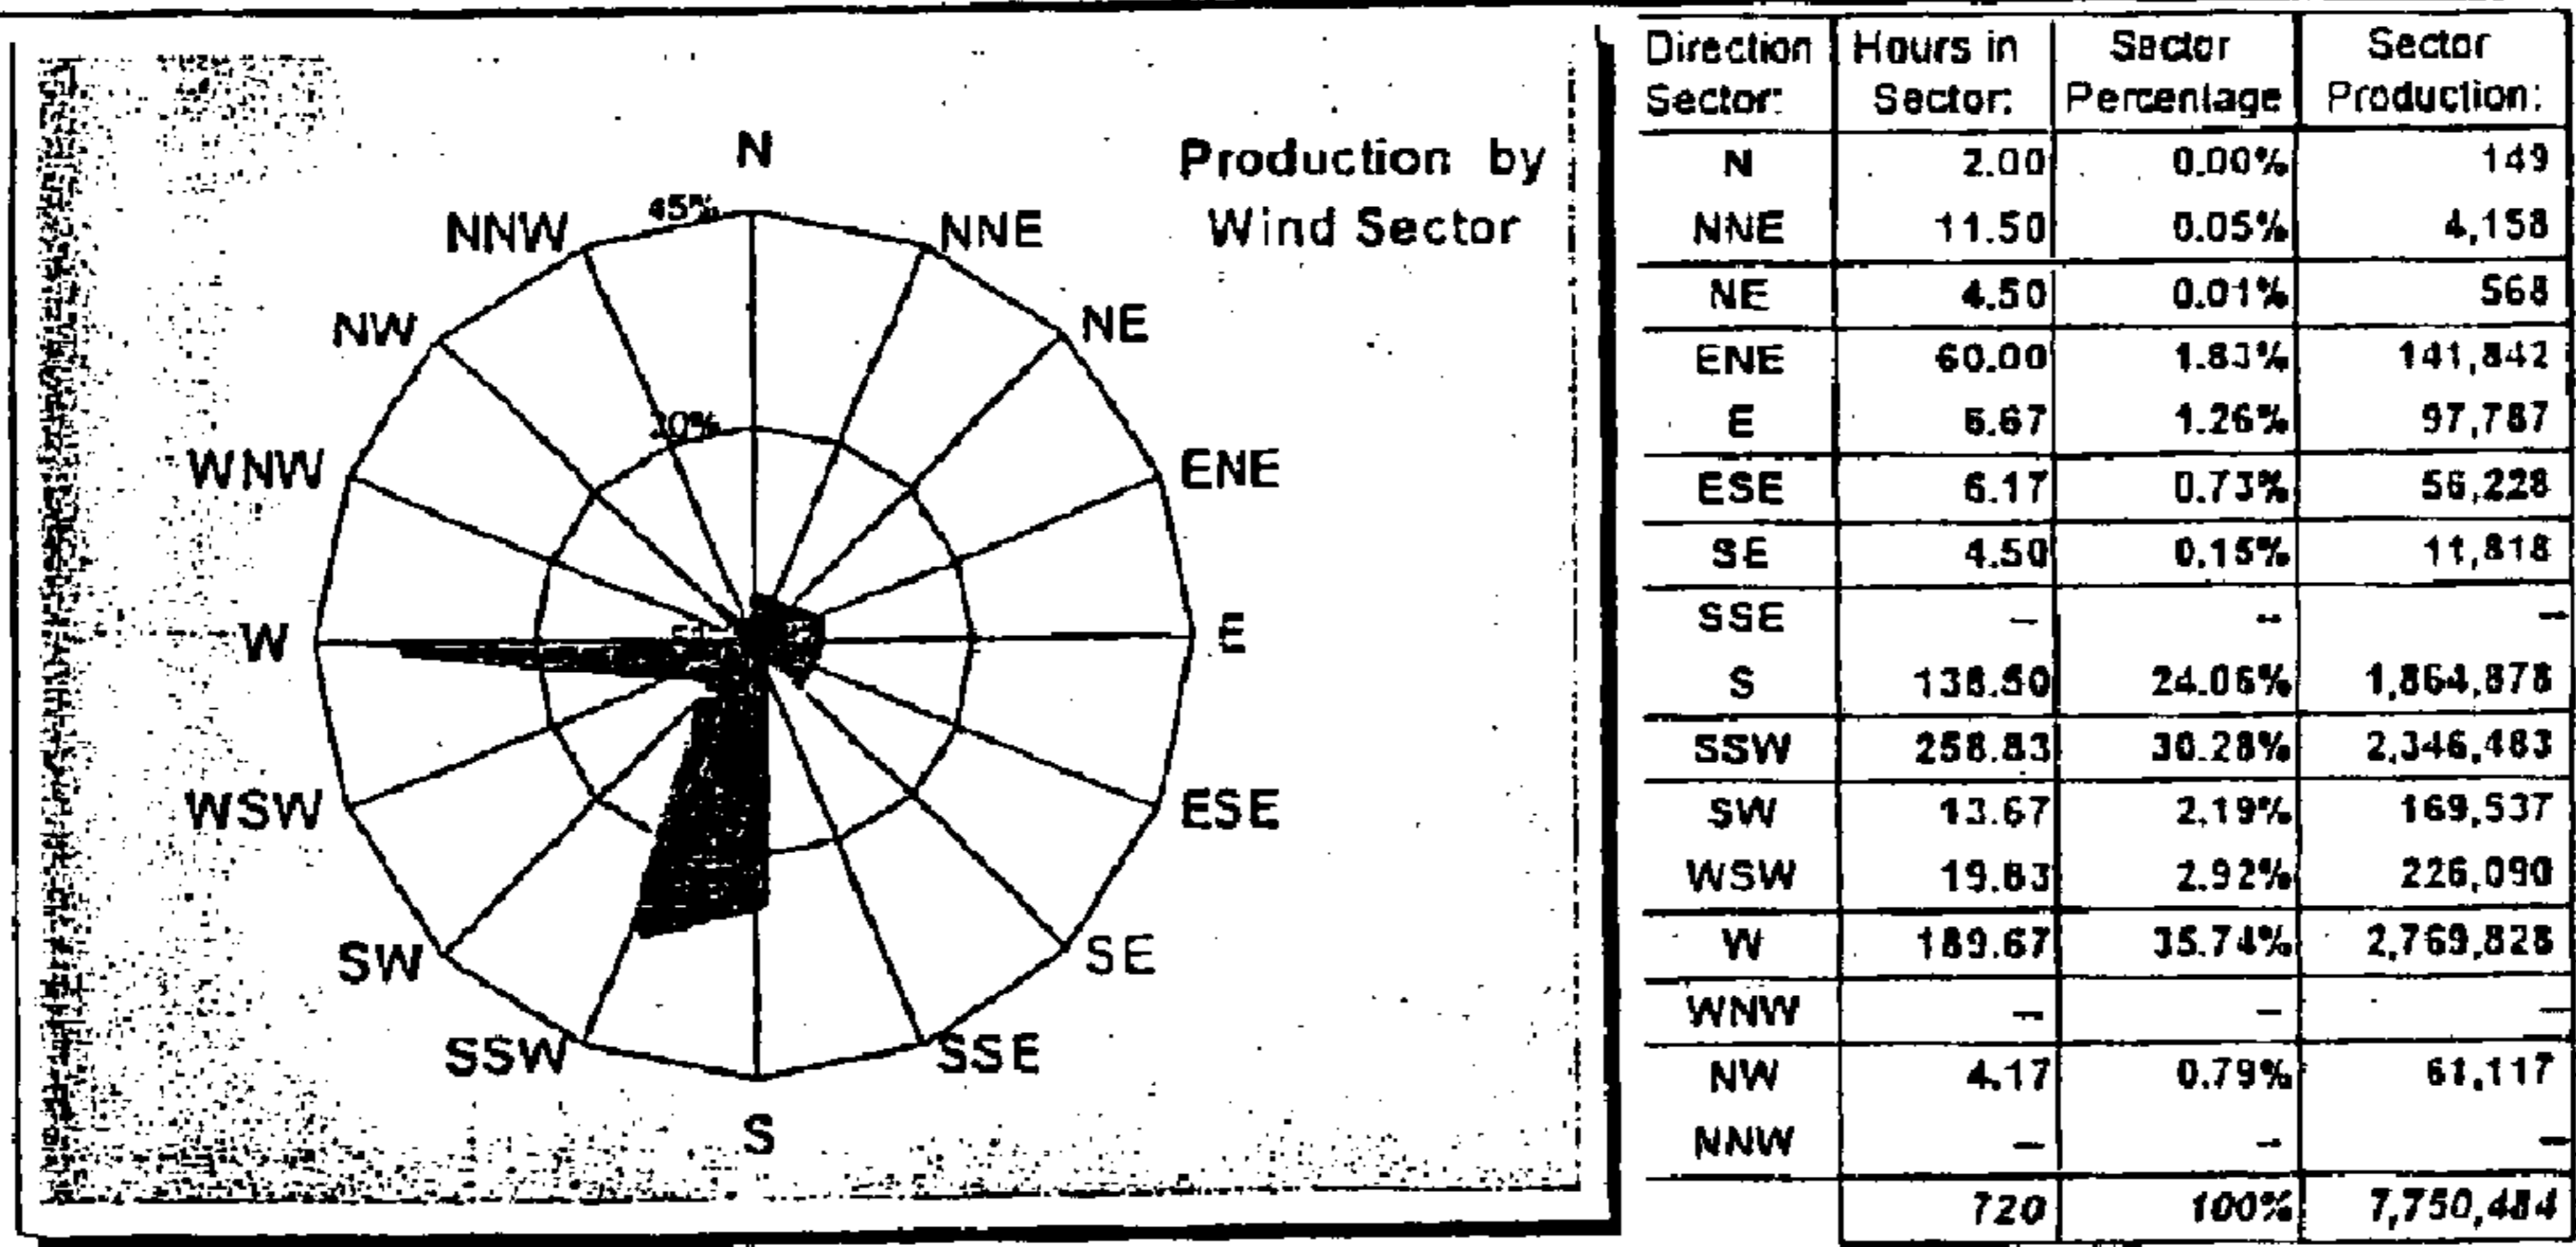 Production by
Wind Sector
N
NNE
NE
ENE
E
ESE
SE
SSE
S
SSW
SW
WSW
W
WNW
NW
NNW
45%
Direction Sector: Hours in Sector: Sector Percentage Sector Production:
N 2.00 0.00% 149
NNE 11.50 0.05% 4,158
NE 4.50 0.01% 568
ENE 60.00 1.83% 141,842
E 6.67 1.26% 97,787
ESE 6.17 0.73% 56,228
SE 4.50 0.15% 11,818
SSE – -- –
S 138.50 24.06% 1,864,878
SSW 258.83 30.28% 2,346,483
SW 13.67 2.19% 169,537
WSW 19.83 2.92% 226,090
W 189.67 35.74% 2,769,828
WNW – – –
NW 4.17 0.79% 61,117
NNW – – –
720 100% 7,750,484